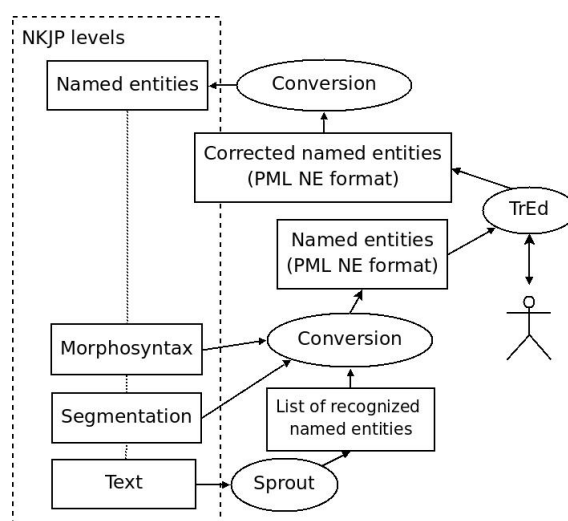 NKJP levels
Named entities
Conversion
Corrected named entities
(PML NE format)
TrEd
Named entities
(PML NE format)
Morphosyntax
Conversion
Segmentation
List of recognized
named entities
Text
Sprout